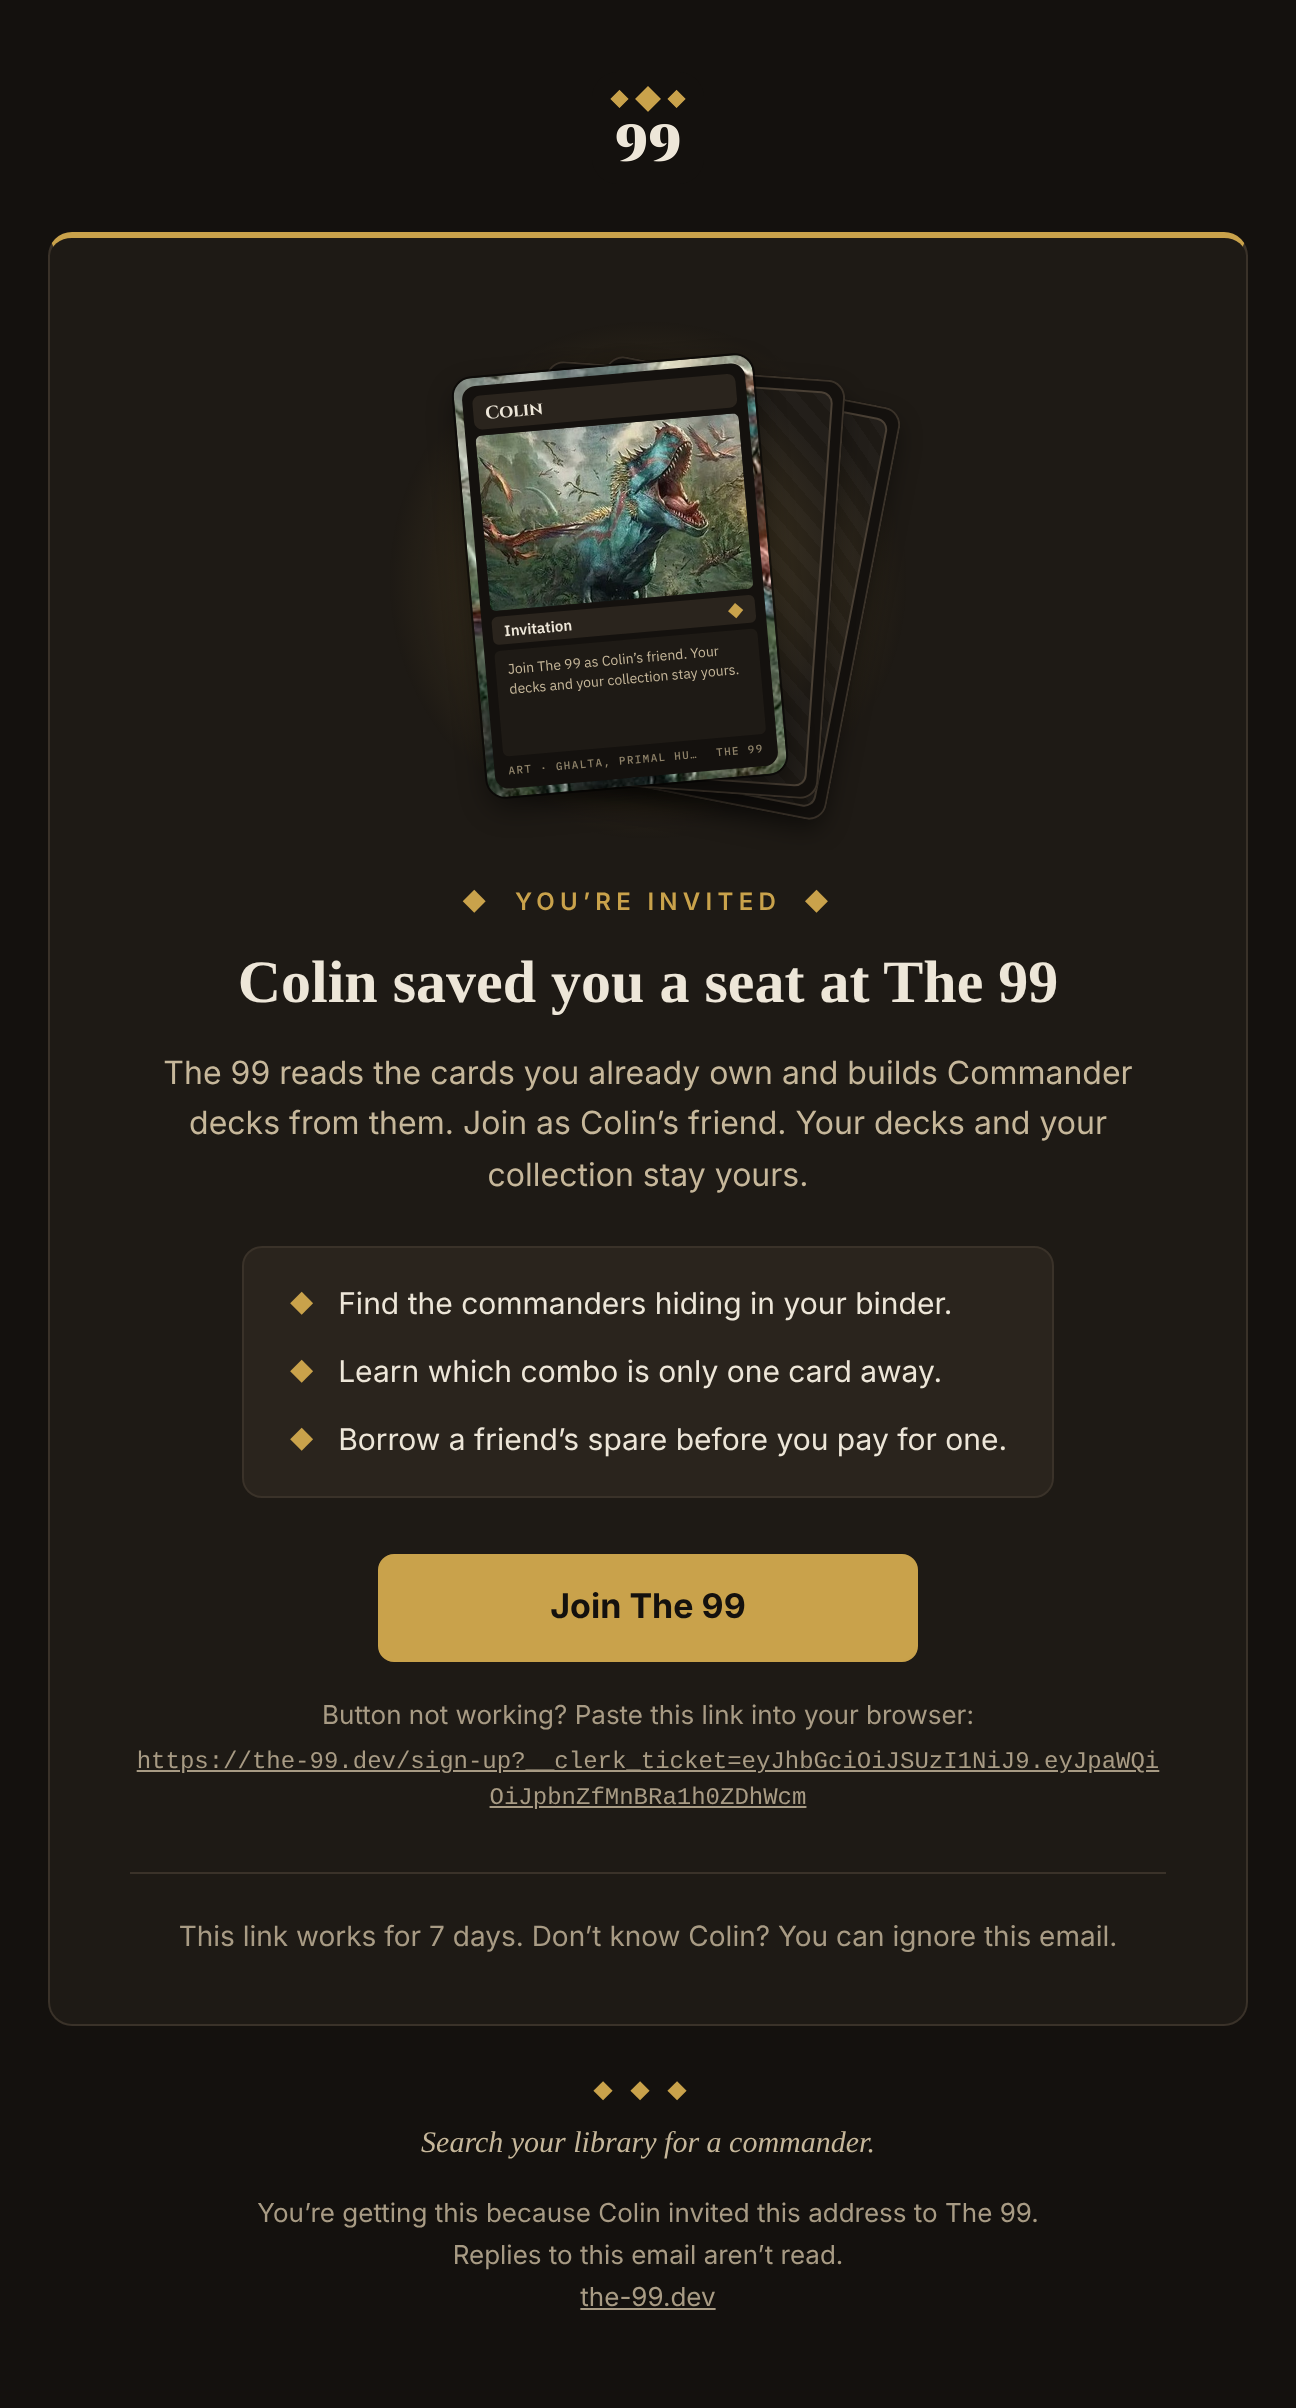 99
Colin
Invitation
Join The 99 as Colin’s friend. Your
decks and your collection stay yours.
ART · GHALTA, PRIMAL HU… THE 99
YOU’RE INVITED
Colin saved you a seat at The 99
The 99 reads the cards you already own and builds Commander
decks from them. Join as Colin’s friend. Your decks and your
collection stay yours.
Find the commanders hiding in your binder.
Learn which combo is only one card away.
Borrow a friend’s spare before you pay for one.
Join The 99
Button not working? Paste this link into your browser:
https://the-99.dev/sign-up?__clerk_ticket=eyJhbGciOiJSUzI1NiJ9.eyJpaWQi
OiJpbnZfMnBRa1h0ZDhWcm
This link works for 7 days. Don’t know Colin? You can ignore this email.
Search your library for a commander.
You’re getting this because Colin invited this address to The 99.
Replies to this email aren’t read.
the-99.dev